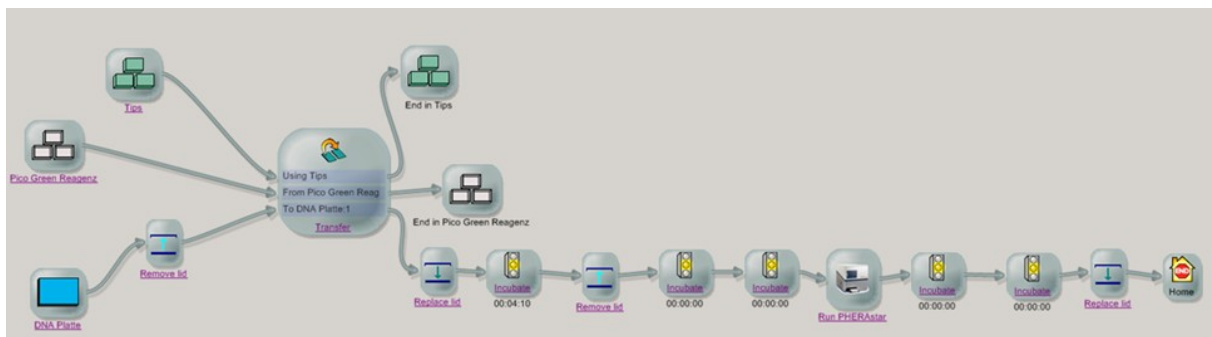 Tips
End in Tips
Pico Green Reagenz
Using Tips
From Pico Green Reag
To DNA Platte:1
Transfer
End in Pico Green Reagenz
Remove lid
DNA Platte
Replace lid
Incubate
00:04:10
Remove lid
Incubate
00:00:00
Incubate
00:00:00
Run PHERAstar
Incubate
00:00:00
Incubate
00:00:00
Replace lid
END
Home